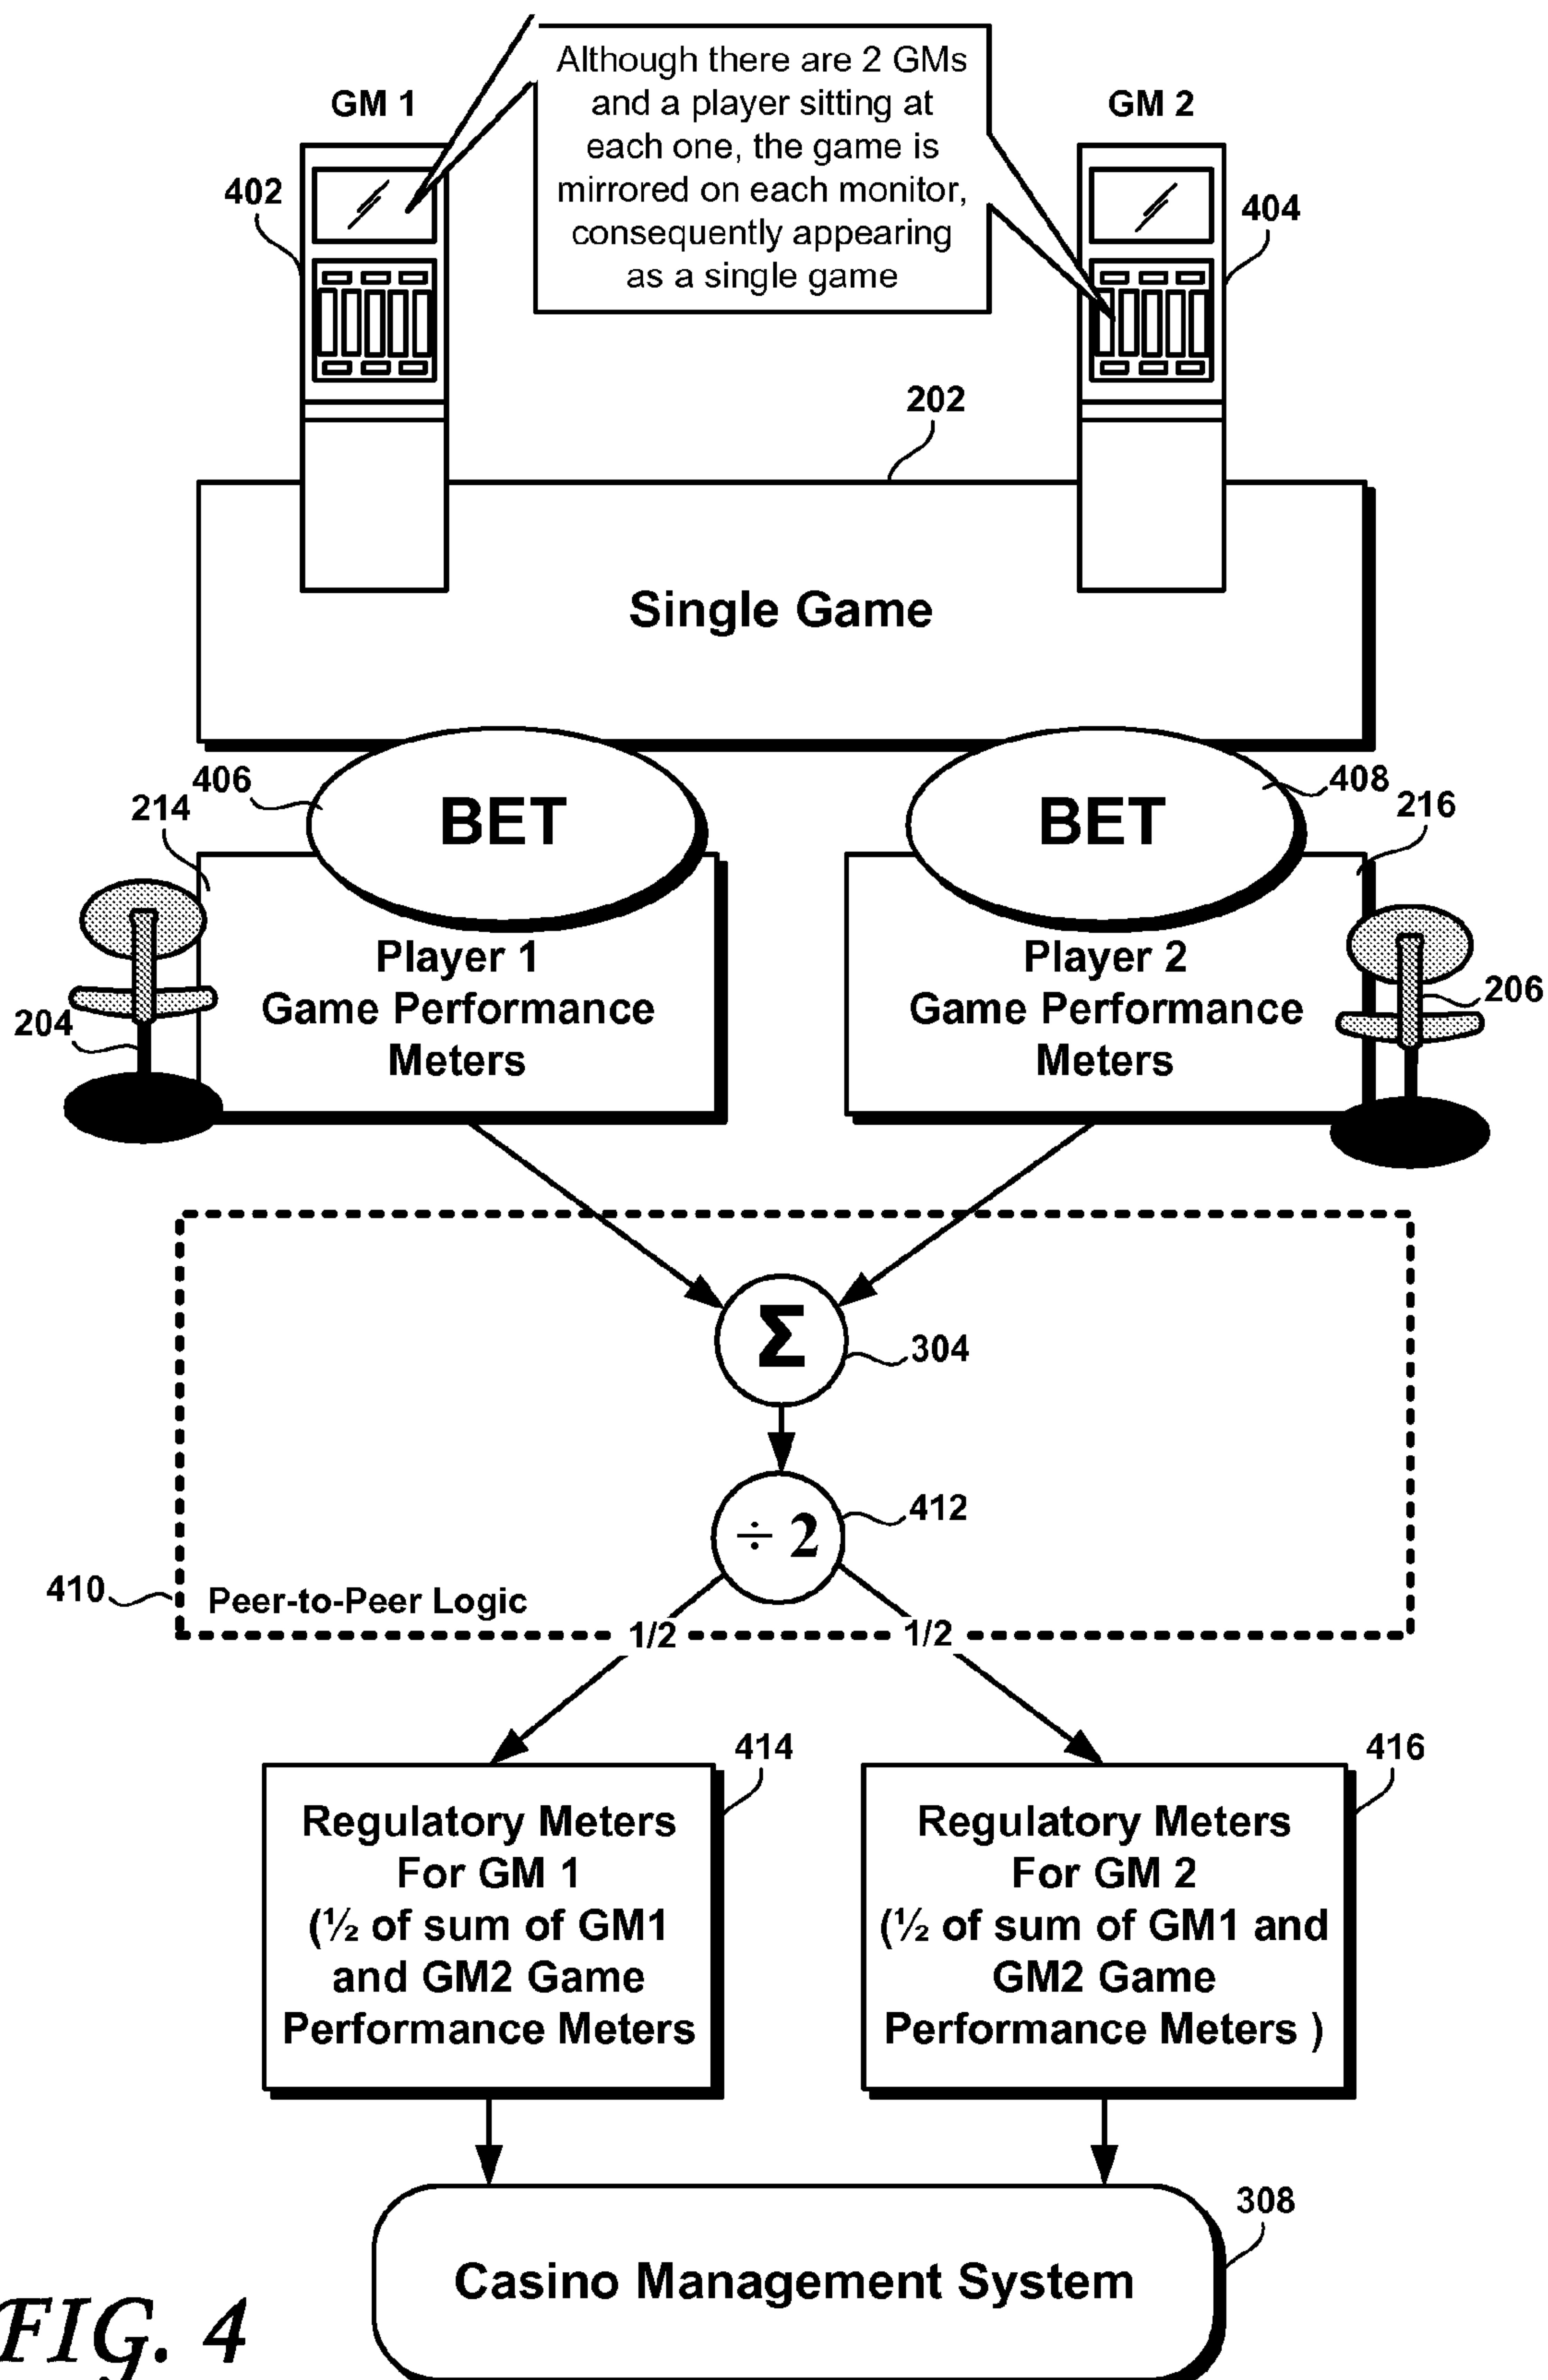 Although there are 2 GMs
and a player sitting at
each one, the game is
mirrored on each monitor,
consequently appearing
as a single game
GM 1
GM 2
402
404
202
Single Game
406
BET
BET
408
214
216
Player 1
Game Performance
Meters
Player 2
Game Performance
Meters
204
206
Σ
304
÷ 2
412
410
Peer-to-Peer Logic
1/2
1/2
414
416
Regulatory Meters
For GM 1
(½ of sum of GM1
and GM2 Game
Performance Meters
Regulatory Meters
For GM 2
(½ of sum of GM1 and
GM2 Game
Performance Meters )
308
Casino Management System
FIG. 4